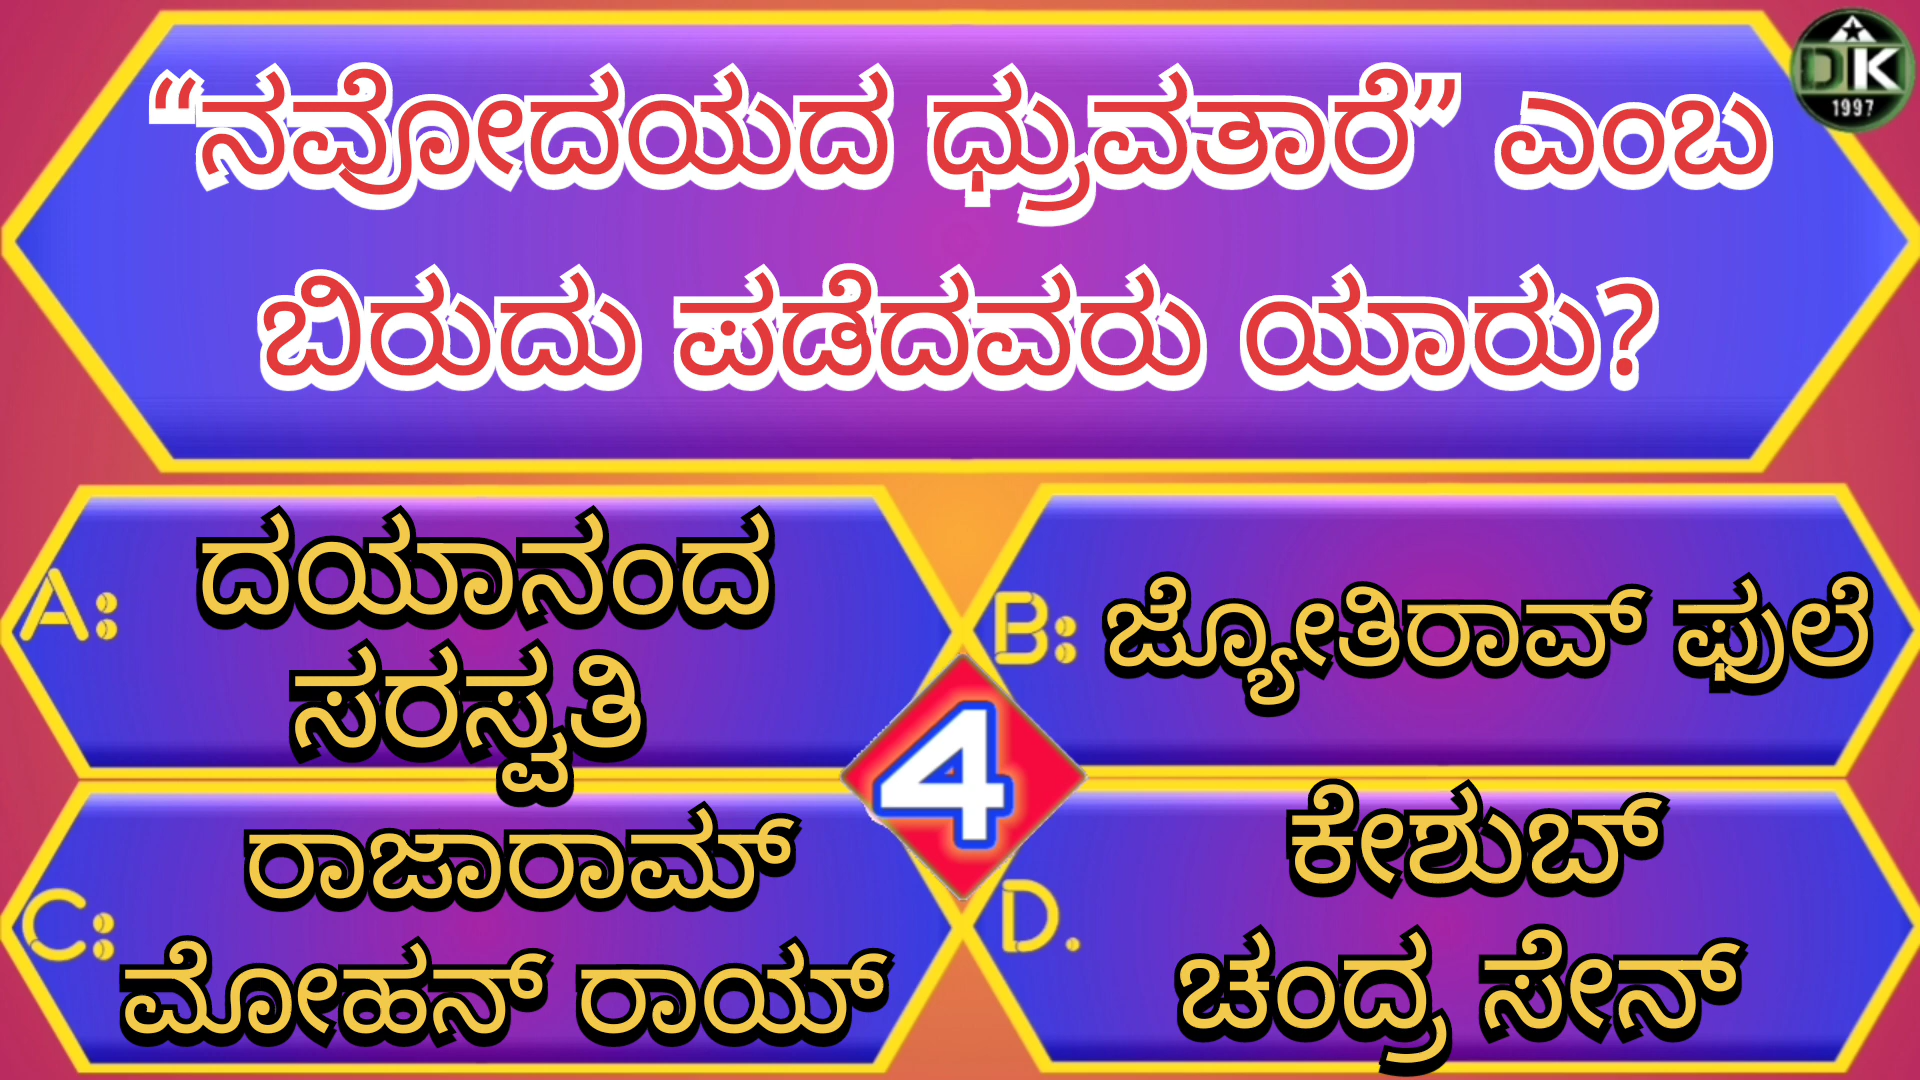 “ನವೋದಯದ ಧ್ರುವತಾರೆ” ಎಂಬ
ಬಿರುದು ಪಡೆದವರು ಯಾರು?
DK
1997
A: ದಯಾನಂದ
ಸರಸ್ವತಿ
B: ಜ್ಯೋತಿರಾವ್ ಫುಲೆ
4
C: ರಾಜಾರಾಮ್
ಮೋಹನ್ ರಾಯ್
D. ಕೇಶುಬ್
ಚಂದ್ರ ಸೇನ್